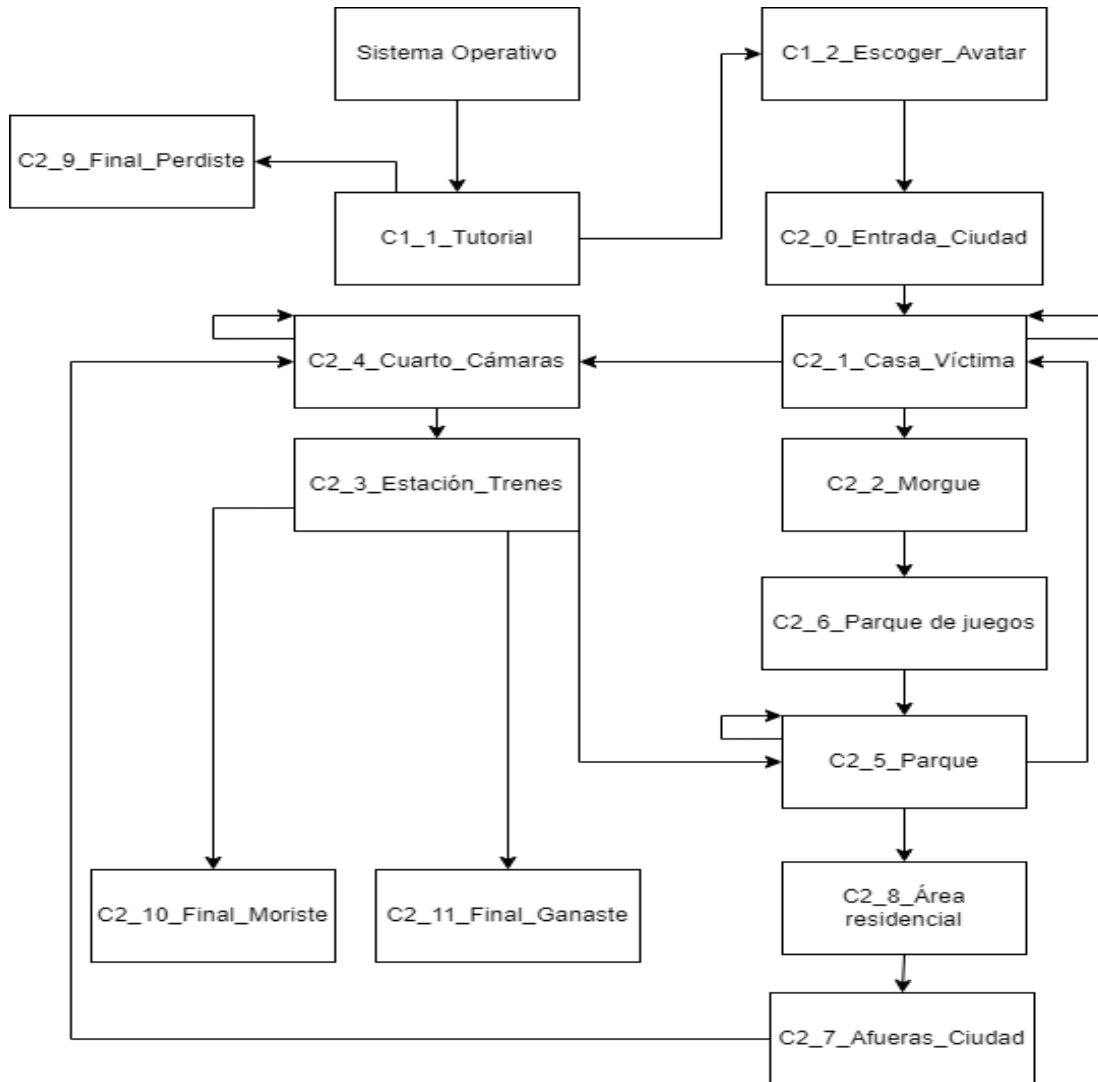 Sistema Operativo
C1_2_Escoger_Avatar
C2_9_Final_Perdiste
C1_1_Tutorial
C2_0_Entrada_Ciudad
C2_4_Cuarto_Cámaras
C2_1_Casa_Víctima
C2_3_Estación_Trenes
C2_2_Morgue
C2_6_Parque de juegos
C2_5_Parque
C2_10_Final_Moriste
C2_11_Final_Ganaste
C2_8_Área
residencial
C2_7_Afueras_Ciudad